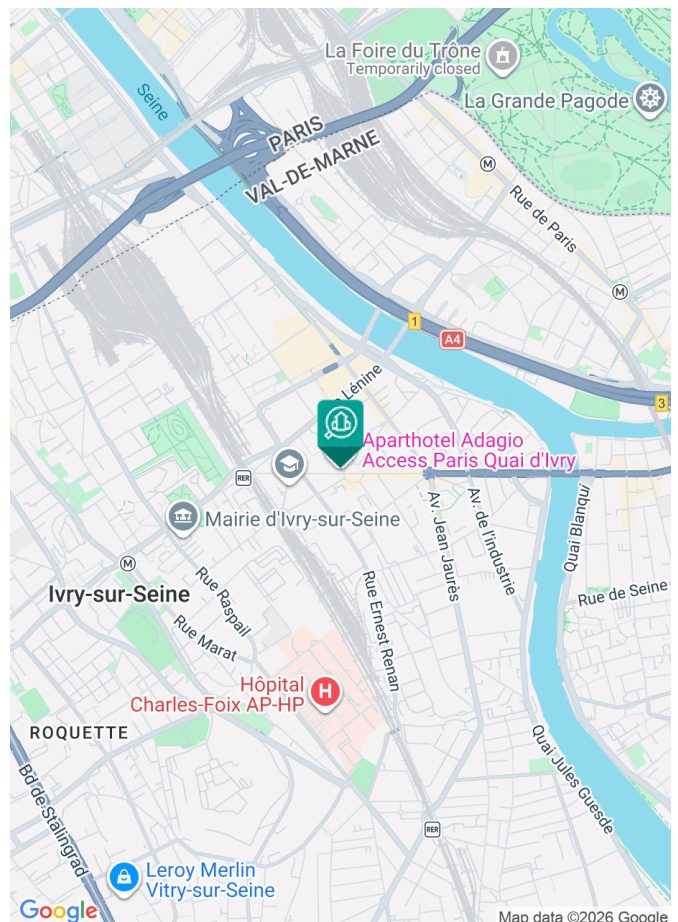 La Foire du Trône
Temporarily closed
La Grande Pagode
Seine
PARIS
VAL-DE-MARNE
M
Rue de Paris
M
1
A4
3
Lénine
Aparthotel Adagio
Access Paris Quai d'Ivry
RER
Mairie d'Ivry-sur-Seine
Av. Jean Jaurès
Av. de l'industrie
Quai Blanqui
M
Ivry-sur-Seine
Rue Raspail
Rue Marat
Rue Ernest Renan
Rue de Seine
Hôpital
Charles-Foix AP-HP
H
ROQUETTE
Quai Jules Guesde
Bd de Stalingrad
RER
Leroy Merlin
Vitry-sur-Seine
Google
Map data ©2026 Google